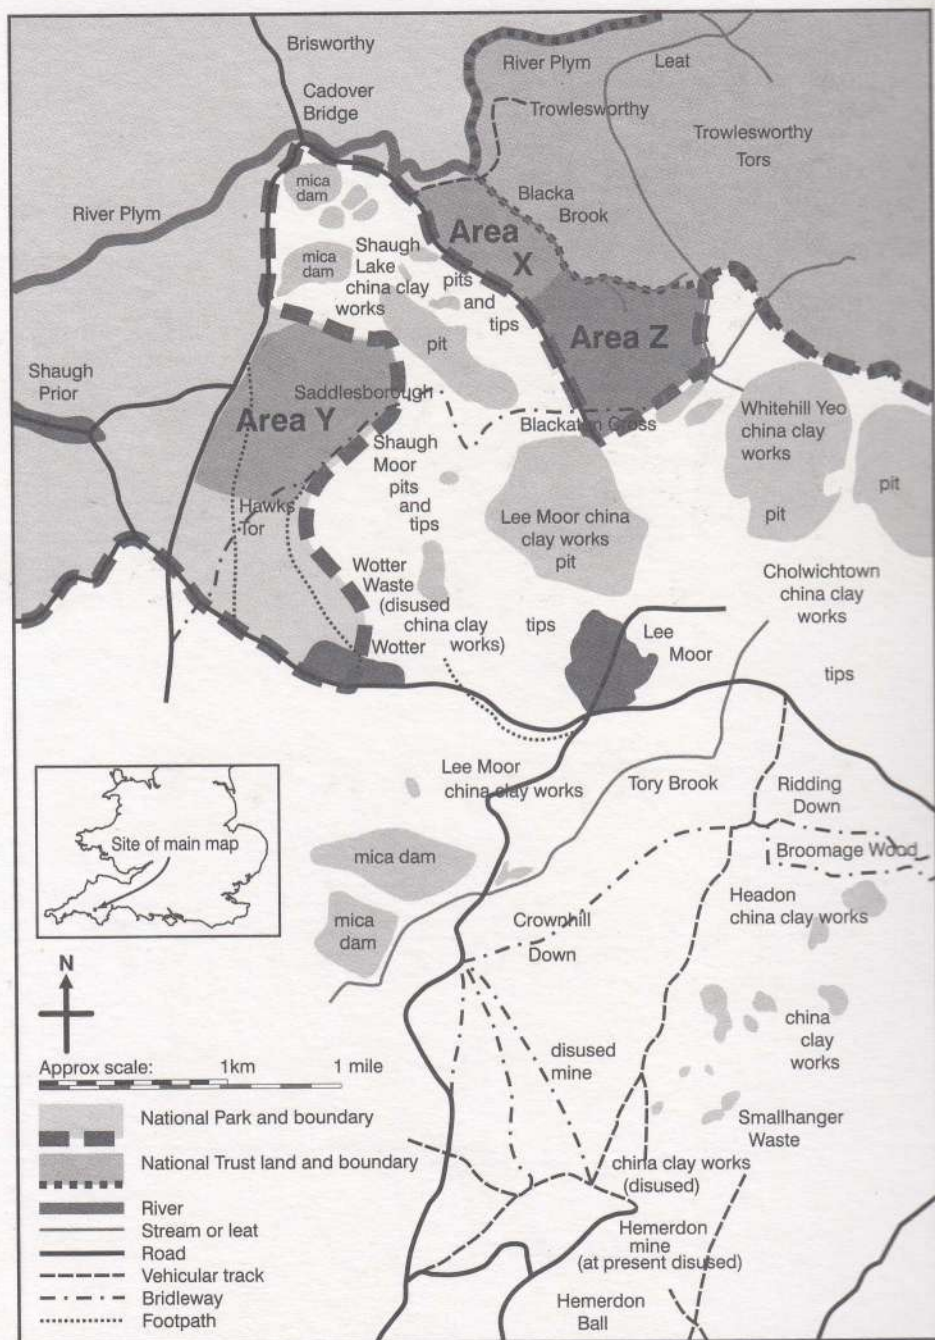 Brisworthy
River Plym
Leat
Cadover
Bridge
Trowlesworthy
Trowlesworthy
Tors
mica
dam
River Plym
Blacka
Brook
Area
X
mica
dam
Shaugh
Lake
china clay
works
pits
and
tips
pit
Area Z
Shaugh
Prior
Saddlesborough
Area Y
Blackaton Cross
Whitehill Yeo
china clay
works
pit
pit
Shaugh
Moor
pits
and
tips
Hawks
Tor
Lee Moor china
clay works
pit
Cholwichtown
china clay
works
tips
Wotter
Waste
(disused
china clay
works)
Wotter
tips
Lee
Moor
Lee Moor
china clay works
Tory Brook
Ridding
Down
Site of main map
mica dam
Broomage Wood
mica
dam
Headon
china clay works
Crownhill
Down
N
china
clay
works
disused
mine
Approx scale: 1km 1 mile
Smallhanger
Waste
National Park and boundary
National Trust land and boundary
china clay works
(disused)
River
Stream or leat
Road
Vehicular track
Bridleway
Footpath
Hemerdon
mine
(at present disused)
Hemerdon
Ball